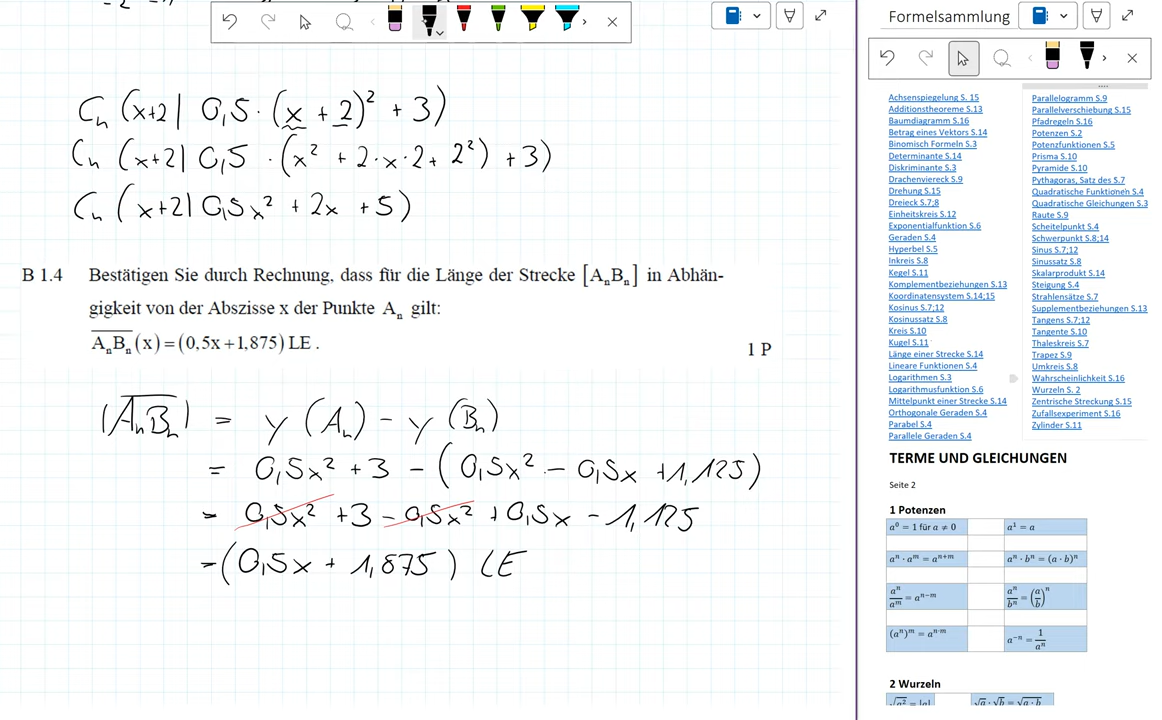 Formelsammlung
Cₙ (x+2 | 0,5 · (x + 2)² + 3)
Cₙ (x+2 | 0,5 · (x² + 2·x·2 + 2²) + 3)
Cₙ (x+2 | 0,5x² + 2x + 5)
B 1.4 Bestätigen Sie durch Rechnung, dass für die Länge der Strecke [AₙBₙ] in Abhän-
gigkeit von der Abszisse x der Punkte Aₙ gilt:
A̅ₙB̅ₙ(x) = (0,5x + 1,875) LE .
1 P
|A̅ₙB̅ₙ| = y (Aₙ) − y (Bₙ)
= 0,5x² + 3 − (0,5x² − 0,5x + 1,125)
= 0,5x² + 3 − 0,5x² + 0,5x − 1,125
= (0,5x + 1,875) LE
Achsenspiegelung S. 15
Additionstheoreme S.13
Baumdiagramm S.16
Betrag eines Vektors S.14
Binomisch Formeln S.3
Determinante S.14
Diskriminante S.3
Drachenviereck S.9
Drehung S.15
Dreieck S.7;8
Einheitskreis S.12
Exponentialfunktion S.6
Geraden S.4
Hyperbel S.5
Inkreis S.8
Kegel S.11
Komplementbeziehungen S.13
Koordinatensystem S.14;15
Kosinus S.7;12
Kosinussatz S.8
Kreis S.10
Kugel S.11
Länge einer Strecke S.14
Lineare Funktionen S.4
Logarithmen S.3
Logarithmusfunktion S.6
Mittelpunkt einer Strecke S.14
Orthogonale Geraden S.4
Parabel S.4
Parallele Geraden S.4
Parallelogramm S.9
Parallelverschiebung S.15
Pfadregeln S.16
Potenzen S.2
Potenzfunktionen S.5
Prisma S.10
Pyramide S.10
Pythagoras, Satz des S.7
Quadratische Funktionen S.4
Quadratische Gleichungen S.3
Raute S.9
Scheitelpunkt S.4
Schwerpunkt S.8;14
Sinus S.7;12
Sinussatz S.8
Skalarprodukt S.14
Steigung S.4
Strahlensätze S.7
Supplementbeziehungen S.13
Tangens S.7;12
Tangente S.10
Thaleskreis S.7
Trapez S.9
Umkreis S.8
Wahrscheinlichkeit S.16
Wurzeln S. 2
Zentrische Streckung S.15
Zufallsexperiment S.16
Zylinder S.11
TERME UND GLEICHUNGEN
Seite 2
1 Potenzen
a⁰ = 1 für a ≠ 0 a¹ = a
aⁿ · aᵐ = aⁿ⁺ᵐ aⁿ · bⁿ = (a · b)ⁿ
aⁿ/aᵐ = aⁿ⁻ᵐ aⁿ/bⁿ = (a/b)ⁿ
(aⁿ)ᵐ = aⁿ·ᵐ a⁻ⁿ = 1/aⁿ
2 Wurzeln
√a² = |a| √a · √b = √a · b